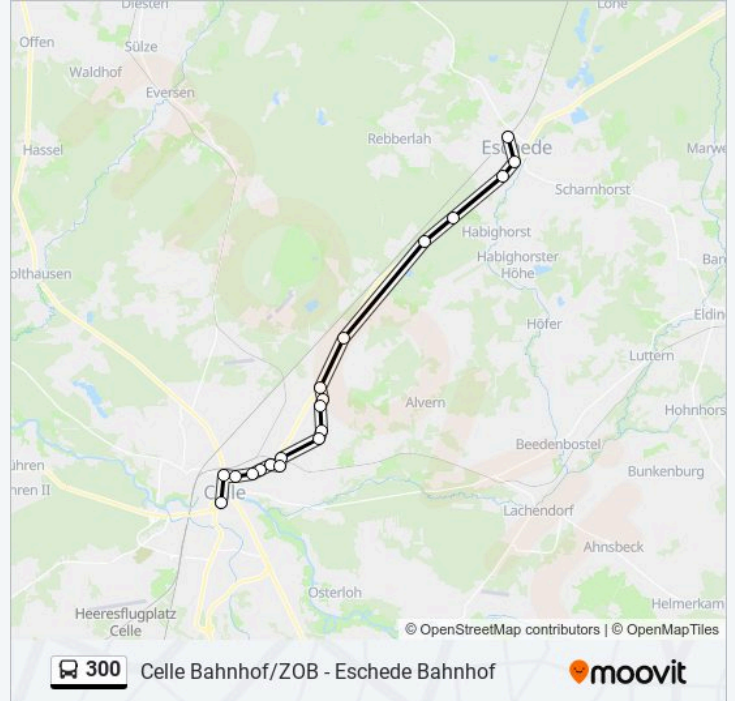 Diesten
Lohe
Offen
Sülze
Waldhof
Eversen
Hassel
Rebberlah
Eschede
Marwe
Scharnhorst
Habighorst
Habighorster
Höhe
olthausen
Bar
Eldin
Höfer
Luttern
Alvern
Hohnhors
Beedenbostel
ühren
Bunkenburg
ren II
Celle
Lachendorf
Ahnsbeck
Osterloh
Helmerkam
Heeresflugplatz
Celle
© OpenStreetMap contributors | © OpenMapTiles
300 Celle Bahnhof/ZOB - Eschede Bahnhof moovit